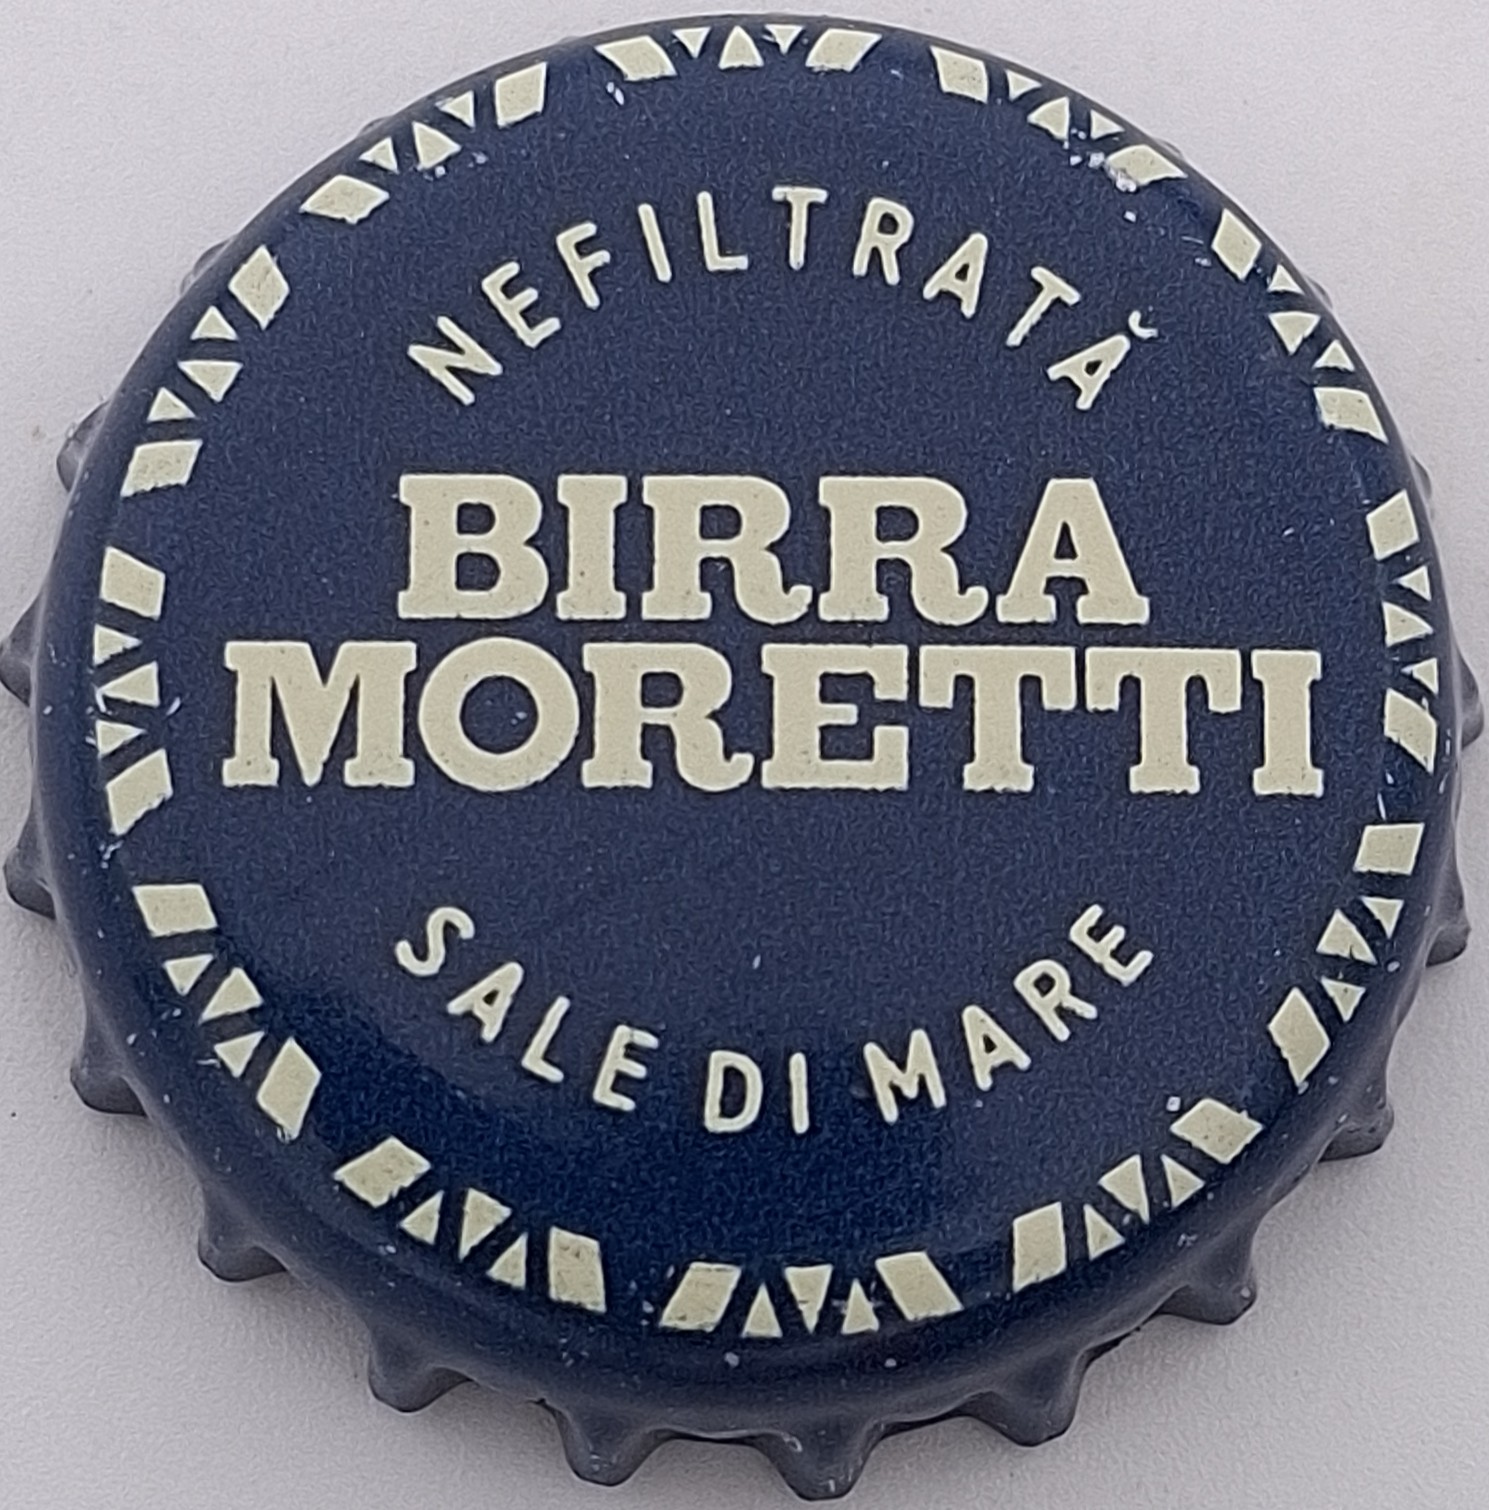 NEFILTRATĂ
BIRRA
MORETTI
SALE DI MARE